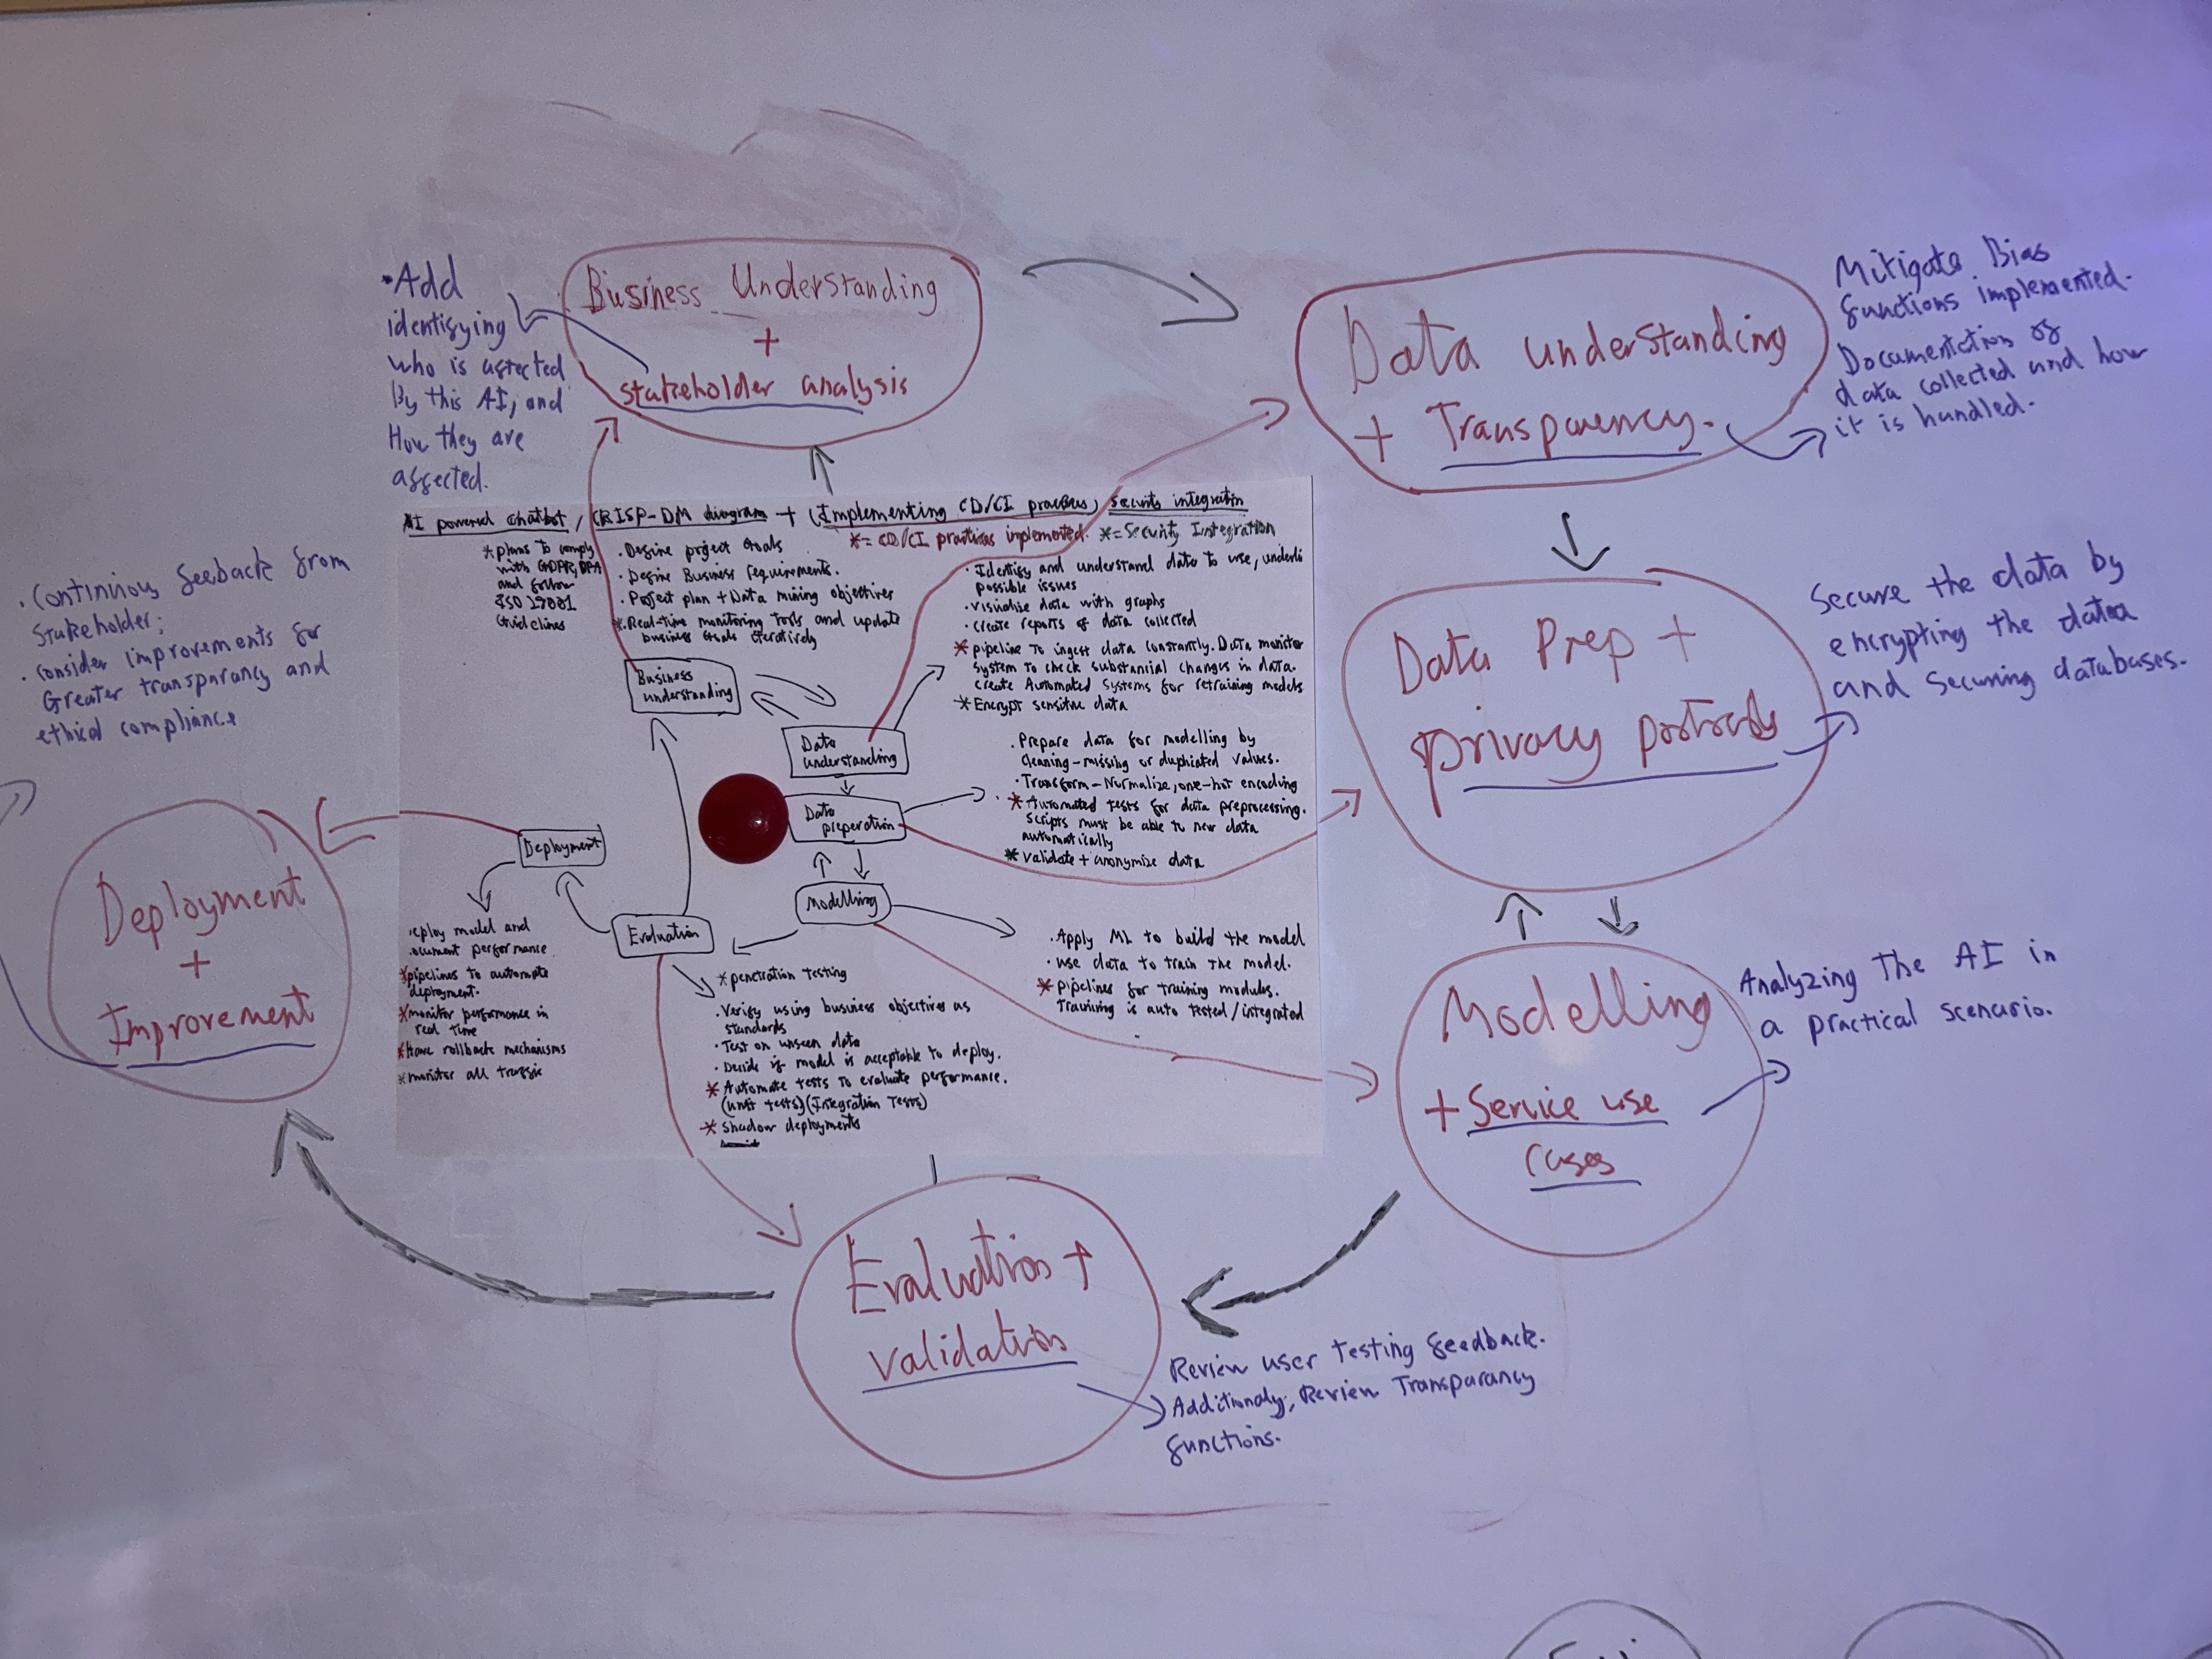 •Add
identifying
who is affected
By this AI, and
How they are
affected.
Business Understanding
+
stakeholder analysis
Data understanding
+ Transparency.
Mitigate Bias
functions implemented.
Documentation of
data collected and how
it is handled.
AI powered chatbot / CRISP-DM diagram + (Implementing CD/CI processes) security integration
*= CD/CI practices implemented. *= Security Integration
* plans to comply
with GDPR, DPA
and follow
ISO 27001
Guidelines
• Define project Goals
• Define Business requirements.
• Project plan + Data mining objectives
* Real-time monitoring tools and update
business Goals iteratively
Business
understanding
• Identify and understand data to use, underli
possible issues
• visualize data with graphs
• create reports of data collected
* pipeline to ingest data constantly. Data monitor
system to check substancial changes in data.
create Automated Systems for retraining models
* Encrypt sensitive data
Data
understanding
• Prepare data for modelling by
cleaning - missing or duplicated values.
• Transform - Normalize, one-hot encoding
* Automated tests for data preprocessing.
scripts must be able to new data
automatically
* validate + anonymize data
Data
preperation
Modelling
• Apply ML to build the model
• use data to train the model.
* pipelines for training modules.
Training is auto tested/integrated
Evaluation
* penetration testing
• Verify using business objectives as
standards
• Test on unseen data
• Decide if model is acceptable to deploy.
* Automate tests to evaluate performance.
(unit tests) (Integration Tests)
* Shadow deployments
Deployment
eploy model and
ocument performance.
* pipelines to automate
deployment.
* monitor performance in
real time
* Have rollback mechanisms
* monitor all traffic
Data Prep +
privacy protocols
Secure the data by
encrypting the data
and securing databases.
Modelling
+ Service use
cases
Analyzing the AI in
a practical scenario.
Evaluation +
validation
Review user testing feedback.
Additionaly, Review Transparancy
functions.
Deployment
+
Improvement
• Continuous feeback from
stakeholder;
• consider improvements for
Greater transparancy and
ethical compliance